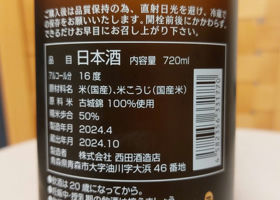 ご購入後は品質保持の為、直射日光を避け、冷蔵で
の保存をお願いいたします。開栓前後にかかわらず、
できるだけお早目にお召し上がり下さい。
品目 日本酒 内容量 720ml
アルコール分 16度
原材料名 米(国産)、米こうじ(国産米)
原料米 古城錦100%使用
精米歩合 50%
製造年月 2024.4
蔵出年月 2024.10
製造者 株式会社 西田酒造店
青森県青森市大字油川字大浜46番地
飲酒は20歳になってから。